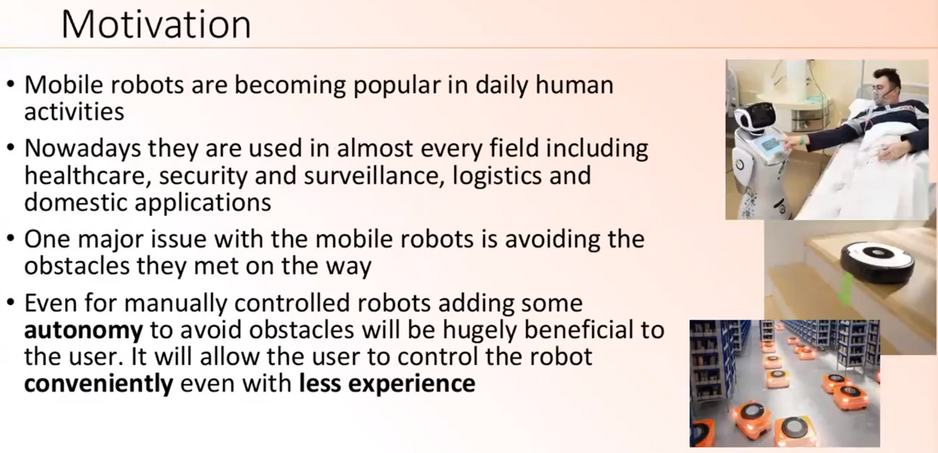 Motivation
• Mobile robots are becoming popular in daily human
activities
• Nowadays they are used in almost every field including
healthcare, security and surveillance, logistics and
domestic applications
• One major issue with the mobile robots is avoiding the
obstacles they met on the way
• Even for manually controlled robots adding some
autonomy to avoid obstacles will be hugely beneficial to
the user. It will allow the user to control the robot
conveniently even with less experience